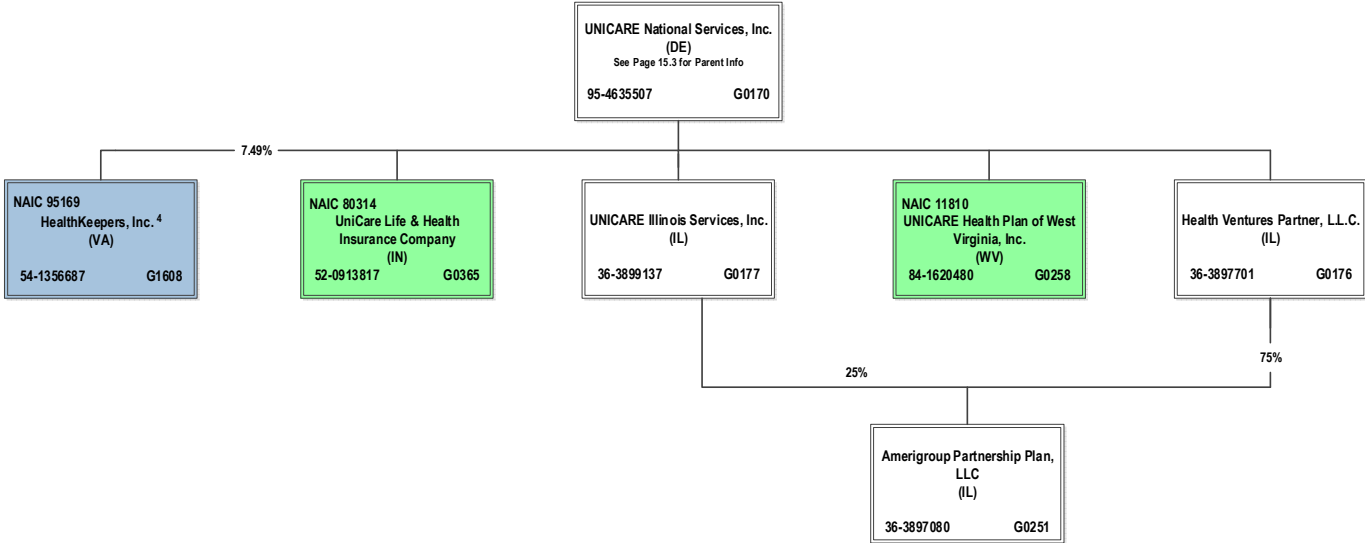 UNICARE National Services, Inc.
(DE)
See Page 15.3 for Parent Info
95-4635507 G0170
7.49%
NAIC 95169
HealthKeepers, Inc. 4
(VA)
54-1356687 G1608
NAIC 80314
UniCare Life & Health
Insurance Company
(IN)
52-0913817 G0365
UNICARE Illinois Services, Inc.
(IL)
36-3899137 G0177
NAIC 11810
UNICARE Health Plan of West
Virginia, Inc.
(WV)
84-1620480 G0258
Health Ventures Partner, L.L.C.
(IL)
36-3897701 G0176
25%
75%
Amerigroup Partnership Plan,
LLC
(IL)
36-3897080 G0251